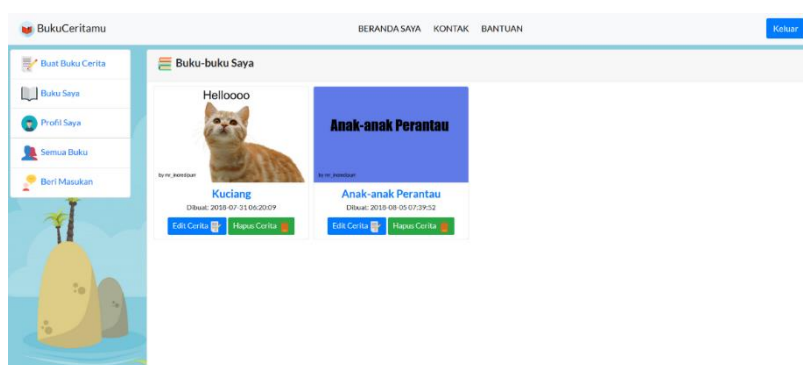 BukuCeritamu
BERANDA SAYA KONTAK BANTUAN
Keluar
Buat Buku Cerita
Buku Saya
Profil Saya
Semua Buku
Beri Masukan
Buku-buku Saya
Helloooo
Kuciang
Dibuat: 2018-07-31 06:20:09
Edit Cerita
Hapus Cerita
Anak-anak Perantau
Anak-anak Perantau
Dibuat: 2018-08-05 07:39:52
Edit Cerita
Hapus Cerita